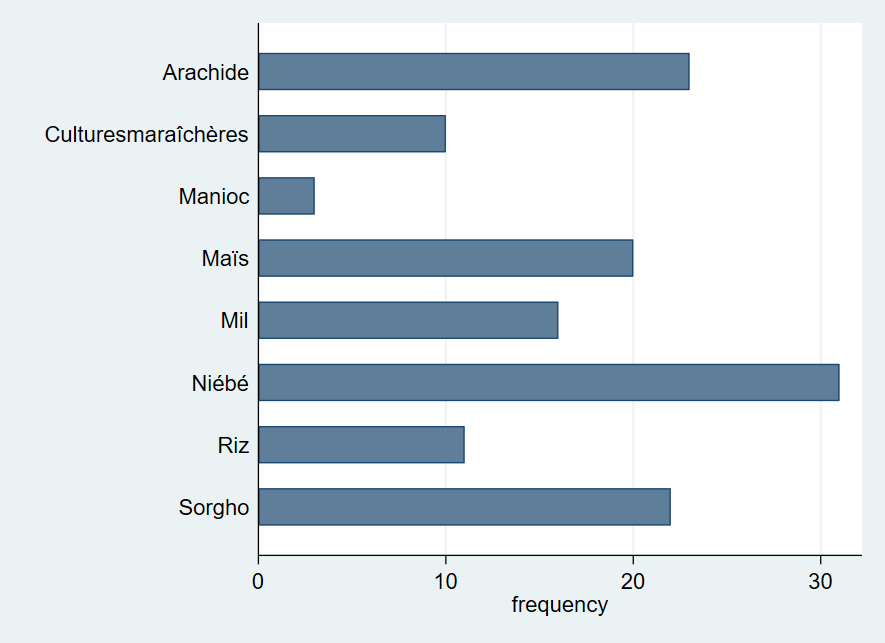 Arachide
Culturesmaraîchères
Manioc
Maïs
Mil
Niébé
Riz
Sorgho
0 10 20 30
frequency